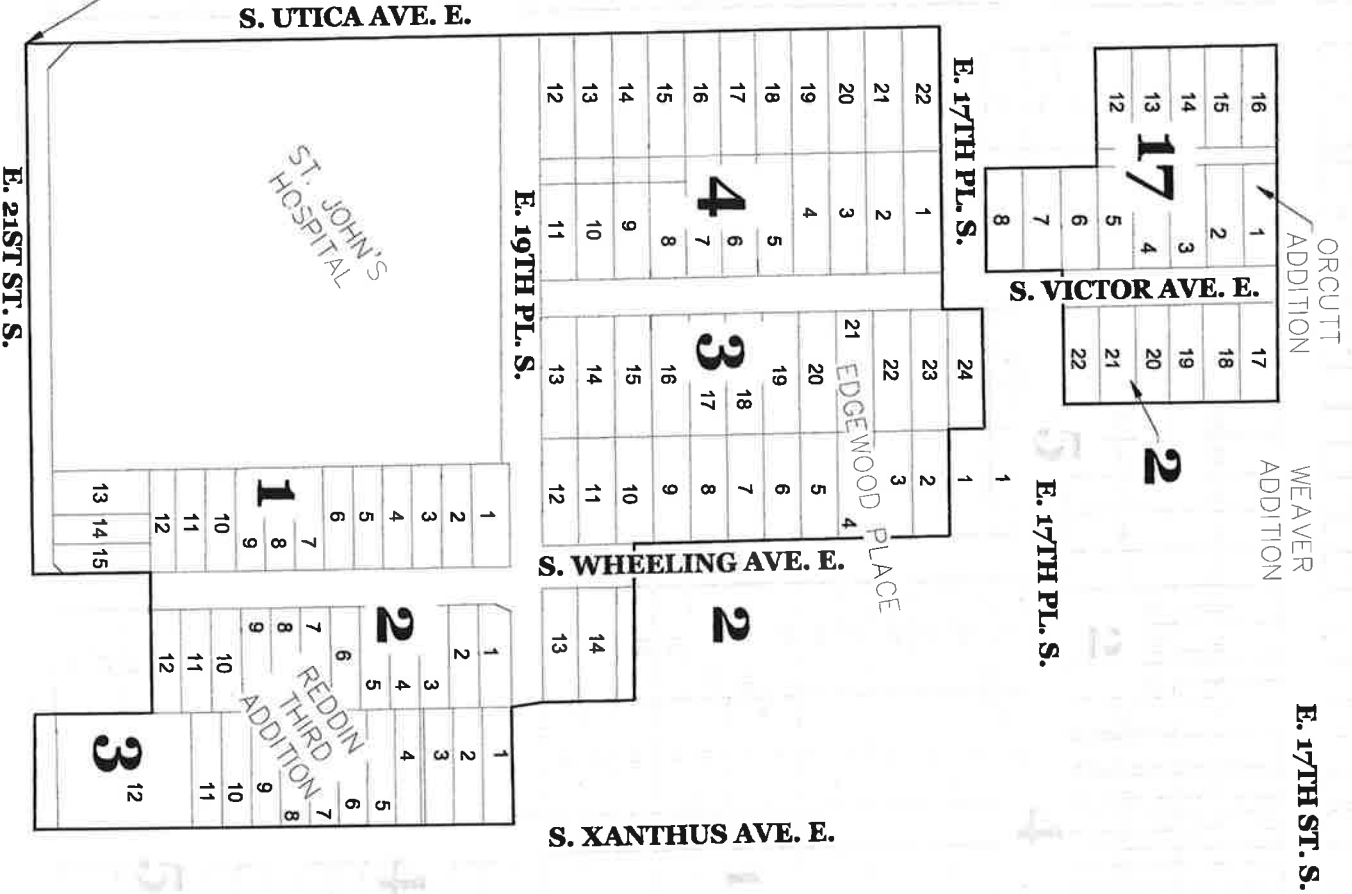 S. UTICA AVE. E.
E. 21ST ST. S.
ST. JOHN'S
HOSPITAL
E. 19TH PL. S.
12 13 14 15 16 17 18 19 20 21 22
4
11 10 9 8 7 6 5 4 3 2 1
E. 17TH PL. S.
12 13 14 15 16
17
8 7 6 5 4 3 2 1
ORCUTT
ADDITION
S. VICTOR AVE. E.
22 21 20 19 18 17
2
WEAVER
ADDITION
13 14 15 16 17 18 19 20 21 22 23 24
3
EDGEWOOD PLACE
12 11 10 9 8 7 6 5 4 3 2 1 1
E. 17TH PL. S.
E. 17TH ST. S.
1
13 14 15
12 11 10 9 8 7 6 5 4 3 2 1
S. WHEELING AVE. E.
2
13 14
2
12 11 10 9 8 7 6 5 4 3 2 1
REDDIN
THIRD
ADDITION
3
12 11 10 9 8 7 6 5 4 3 2 1
S. XANTHUS AVE. E.